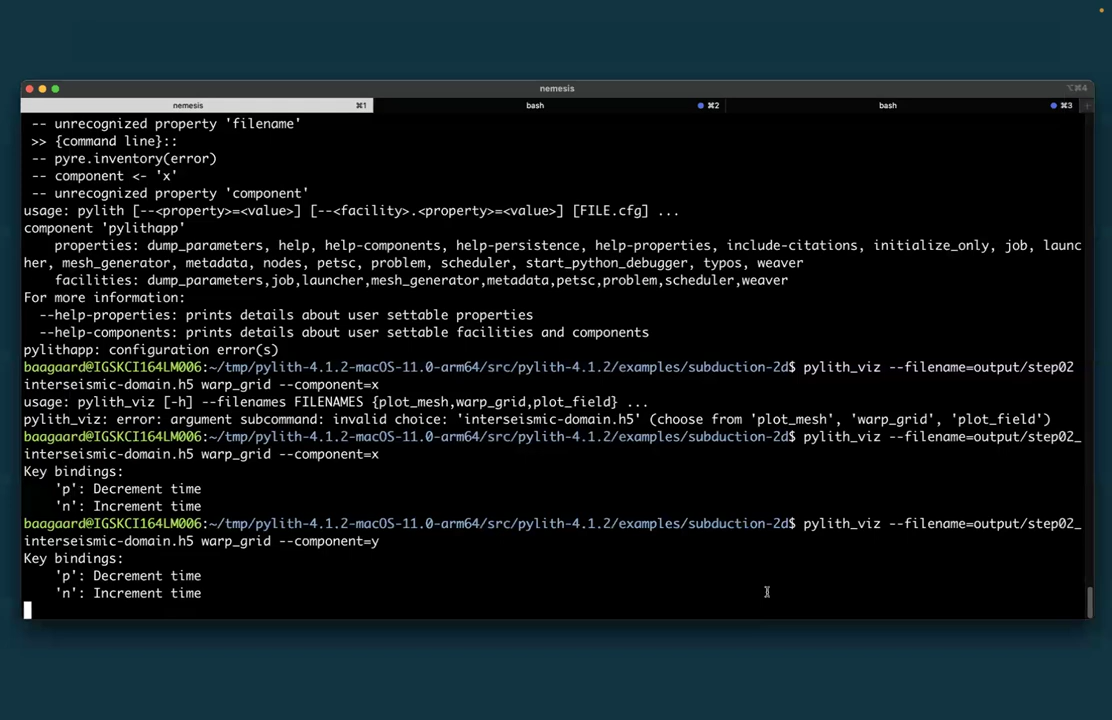 nemesis
⌥⌘4
nemesis ⌘1 bash ⌘2 bash ⌘3 +
-- unrecognized property 'filename'
>> {command line}::
-- pyre.inventory(error)
-- component <- 'x'
-- unrecognized property 'component'
usage: pylith [--<property>=<value>] [--<facility>.<property>=<value>] [FILE.cfg] ...
component 'pylithapp'
properties: dump_parameters, help, help-components, help-persistence, help-properties, include-citations, initialize_only, job, launc
her, mesh_generator, metadata, nodes, petsc, problem, scheduler, start_python_debugger, typos, weaver
facilities: dump_parameters,job,launcher,mesh_generator,metadata,petsc,problem,scheduler,weaver
For more information:
--help-properties: prints details about user settable properties
--help-components: prints details about user settable facilities and components
pylithapp: configuration error(s)
baagaard@IGSKCI164LM006:~/tmp/pylith-4.1.2-macOS-11.0-arm64/src/pylith-4.1.2/examples/subduction-2d$ pylith_viz --filename=output/step02
interseismic-domain.h5 warp_grid --component=x
usage: pylith_viz [-h] --filenames FILENAMES {plot_mesh,warp_grid,plot_field} ...
pylith_viz: error: argument subcommand: invalid choice: 'interseismic-domain.h5' (choose from 'plot_mesh', 'warp_grid', 'plot_field')
baagaard@IGSKCI164LM006:~/tmp/pylith-4.1.2-macOS-11.0-arm64/src/pylith-4.1.2/examples/subduction-2d$ pylith_viz --filename=output/step02_
interseismic-domain.h5 warp_grid --component=x
Key bindings:
'p': Decrement time
'n': Increment time
baagaard@IGSKCI164LM006:~/tmp/pylith-4.1.2-macOS-11.0-arm64/src/pylith-4.1.2/examples/subduction-2d$ pylith_viz --filename=output/step02_
interseismic-domain.h5 warp_grid --component=y
Key bindings:
'p': Decrement time
'n': Increment time